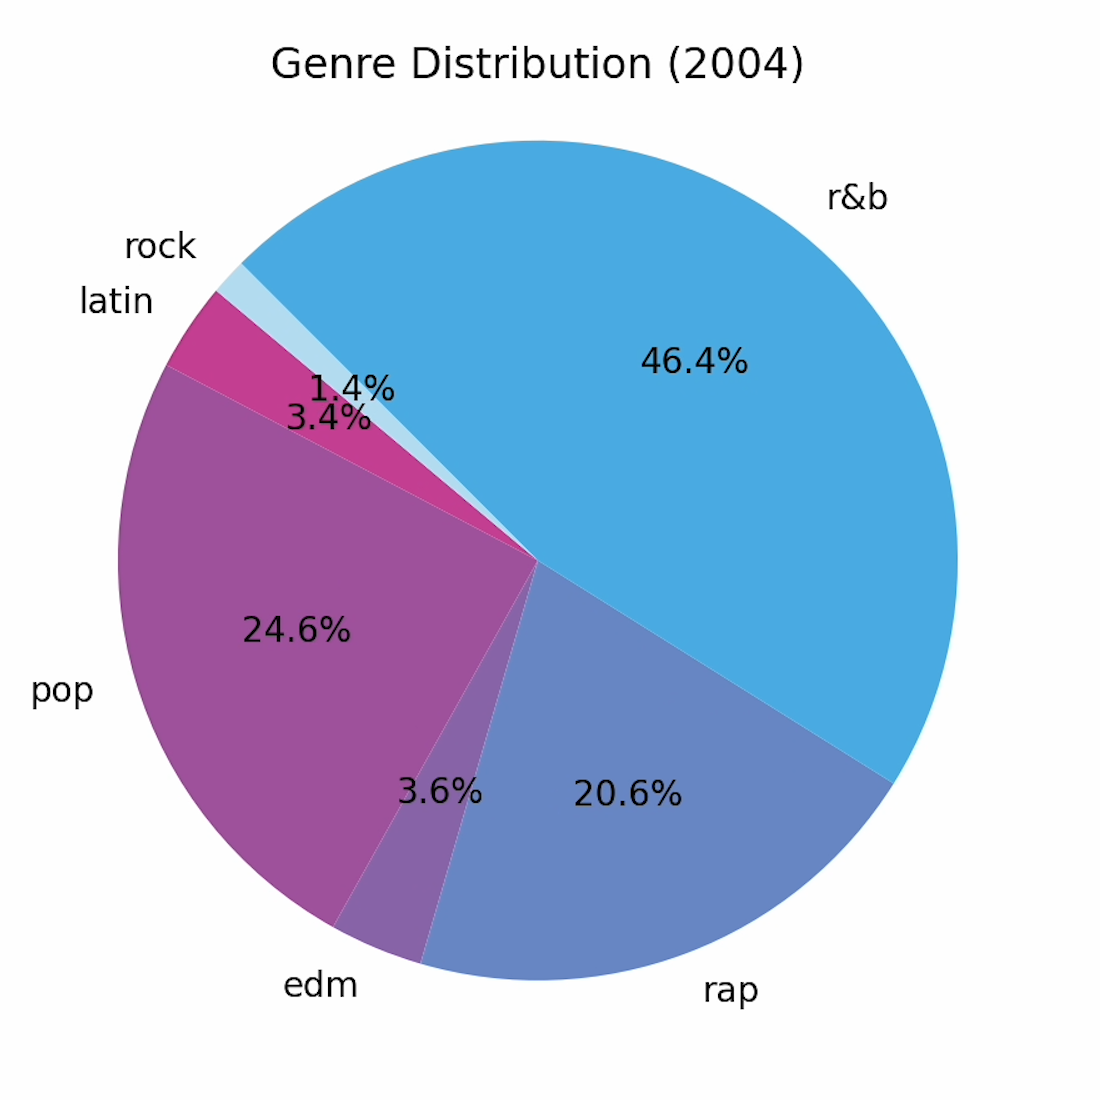 Genre Distribution (2004)
r&b
rock
latin
46.4%
1.4%
3.4%
24.6%
pop
3.6%
20.6%
edm
rap